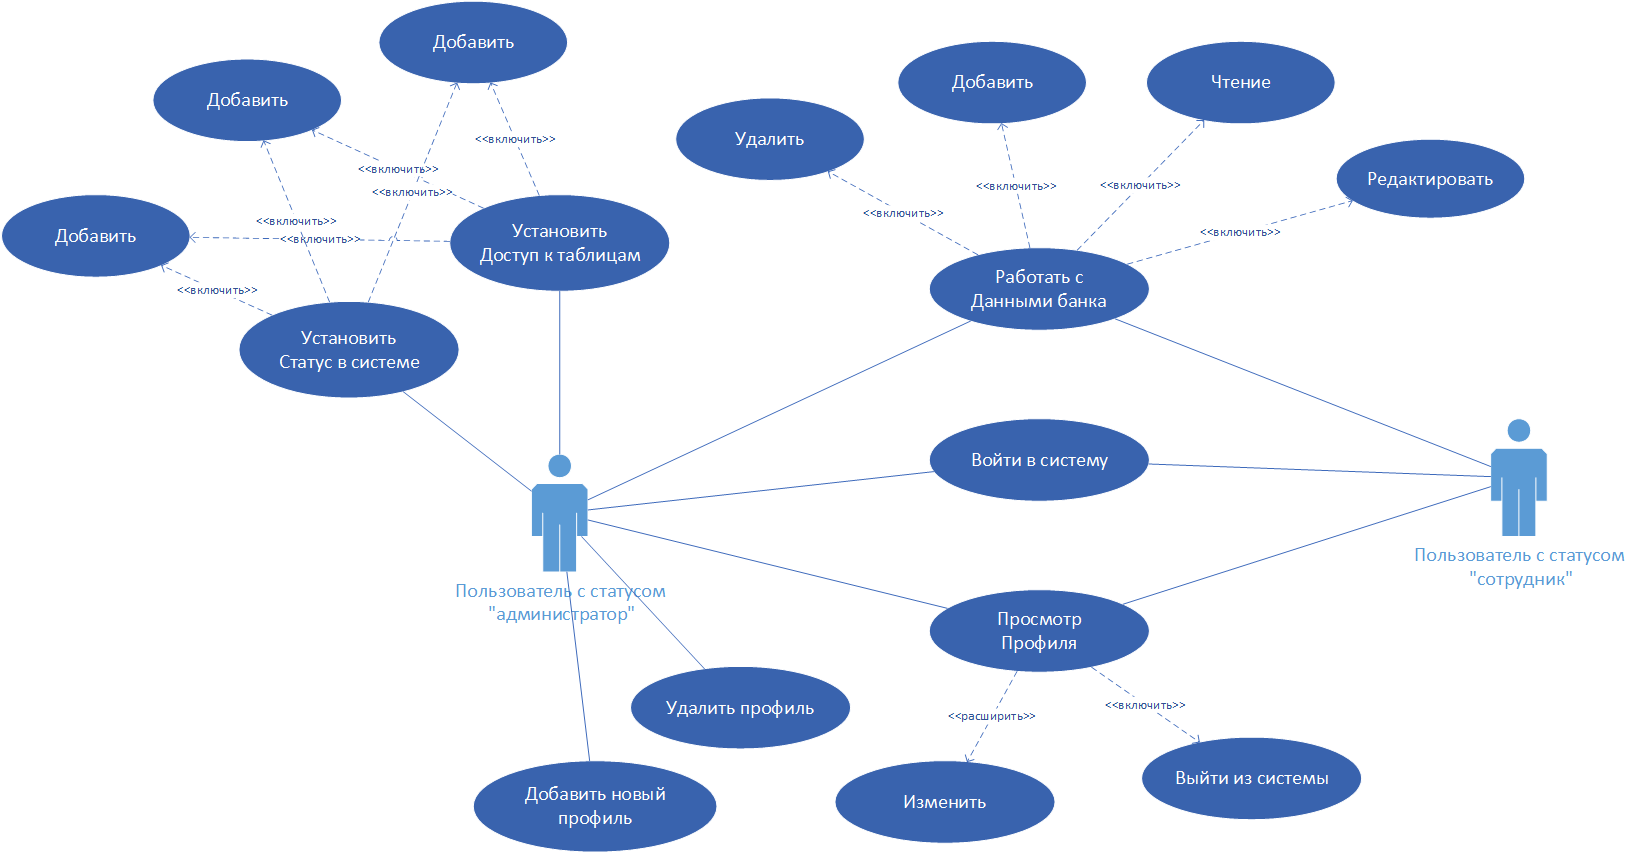 Добавить
Добавить
Добавить
Чтение
<<включить>>
Удалить
<<включить>>
<<включить>>
<<включить>>
<<включить>>
Редактировать
<<включить>>
<<включить>>
Добавить
<<включить>>
Установить
Доступ к таблицам
<<включить>>
<<включить>>
Работать с
Данными банка
Установить
Статус в системе
Войти в систему
Пользователь с статусом
"сотрудник"
Пользователь с статусом
"администратор"
Просмотр
Профиля
Удалить профиль
<<расширить>>
<<включить>>
Добавить новый
профиль
Изменить
Выйти из системы